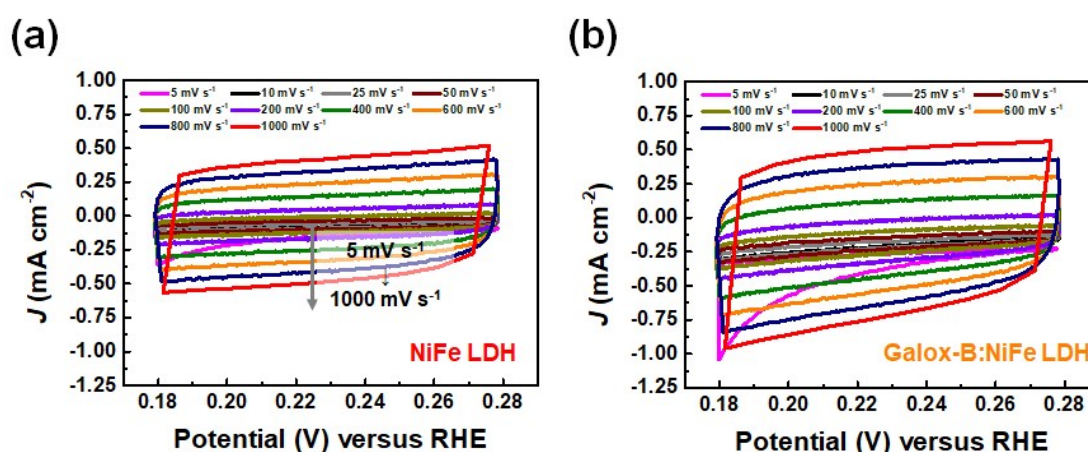 (a)
1.00
0.75
0.50
0.25
0.00
-0.25
-0.50
-0.75
-1.00
-1.25
J (mA cm⁻²)
5 mV s⁻¹ 10 mV s⁻¹ 25 mV s⁻¹ 50 mV s⁻¹
100 mV s⁻¹ 200 mV s⁻¹ 400 mV s⁻¹ 600 mV s⁻¹
800 mV s⁻¹ 1000 mV s⁻¹
5 mV s⁻¹
1000 mV s⁻¹
NiFe LDH
0.18 0.20 0.22 0.24 0.26 0.28
Potential (V) versus RHE
(b)
1.00
0.75
0.50
0.25
0.00
-0.25
-0.50
-0.75
-1.00
-1.25
J (mA cm⁻²)
5 mV s⁻¹ 10 mV s⁻¹ 25 mV s⁻¹ 50 mV s⁻¹
100 mV s⁻¹ 200 mV s⁻¹ 400 mV s⁻¹ 600 mV s⁻¹
800 mV s⁻¹ 1000 mV s⁻¹
Galox-B:NiFe LDH
0.18 0.20 0.22 0.24 0.26 0.28
Potential (V) versus RHE